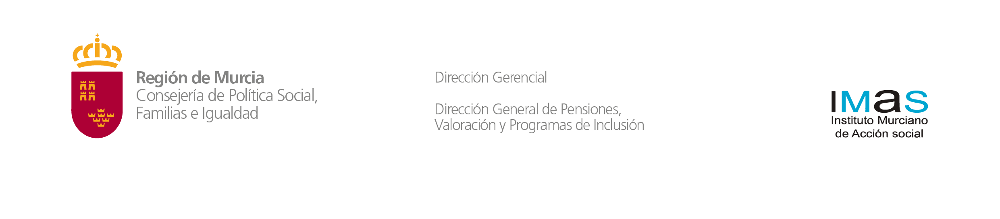 Región de Murcia
Consejería de Política Social,
Familias e Igualdad
Dirección Gerencial
Dirección General de Pensiones,
Valoración y Programas de Inclusión
IMas
Instituto Murciano
de Acción social